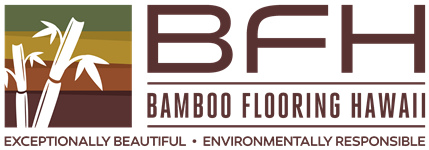 BFH
BAMBOO FLOORING HAWAII
EXCEPTIONALLY BEAUTIFUL • ENVIRONMENTALLY RESPONSIBLE